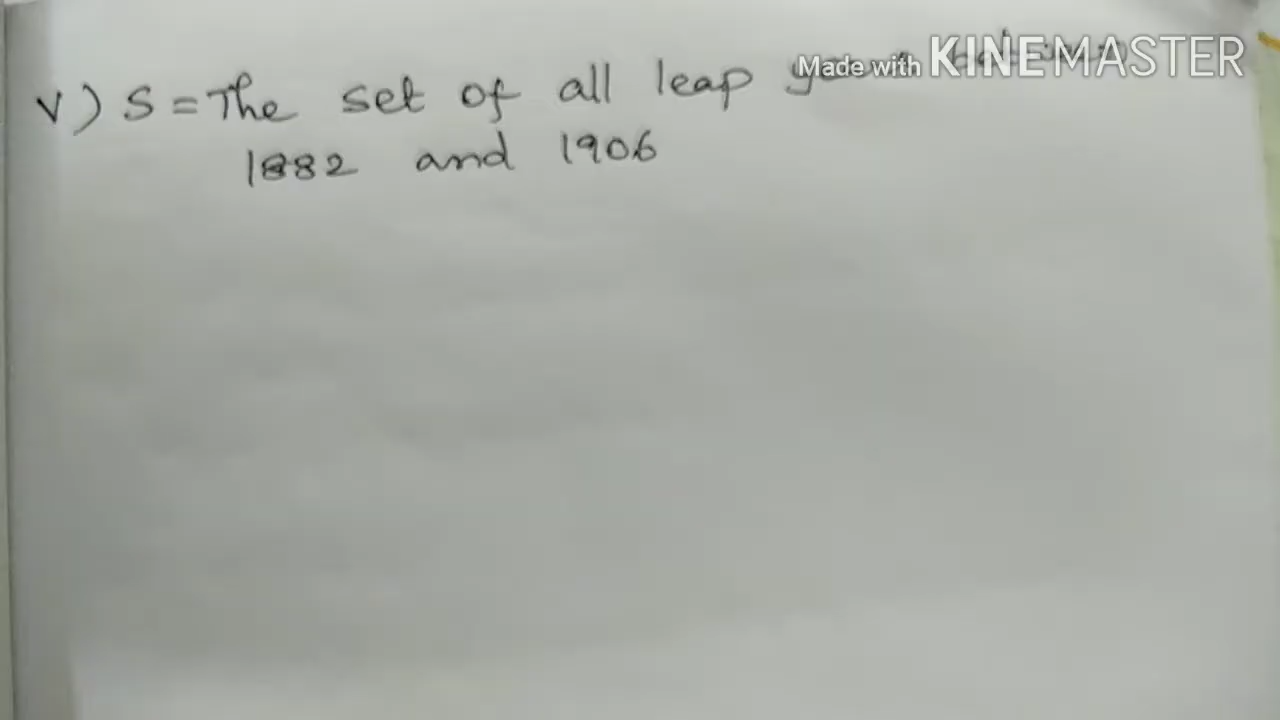 v) S = The set of all leap
Made with KINEMASTER
1882 and 1906